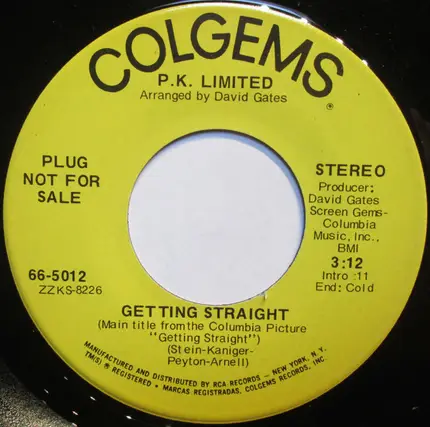 COLGEMS
®
P.K. LIMITED
Arranged by David Gates
PLUG
NOT FOR
SALE
STEREO
Producer:
David Gates
Screen Gems-
Columbia
Music, Inc.,
BMI
3:12
Intro :11
End: Cold
66-5012
ZZKS-8226
GETTING STRAIGHT
(Main title from the Columbia Picture
"Getting Straight")
(Stein-Kaniger-
Peyton-Arnell)
MANUFACTURED AND DISTRIBUTED BY RCA RECORDS - NEW YORK, N. Y.
TM(S) ® REGISTERED • MARCAS REGISTRADAS, COLGEMS RECORDS, INC.